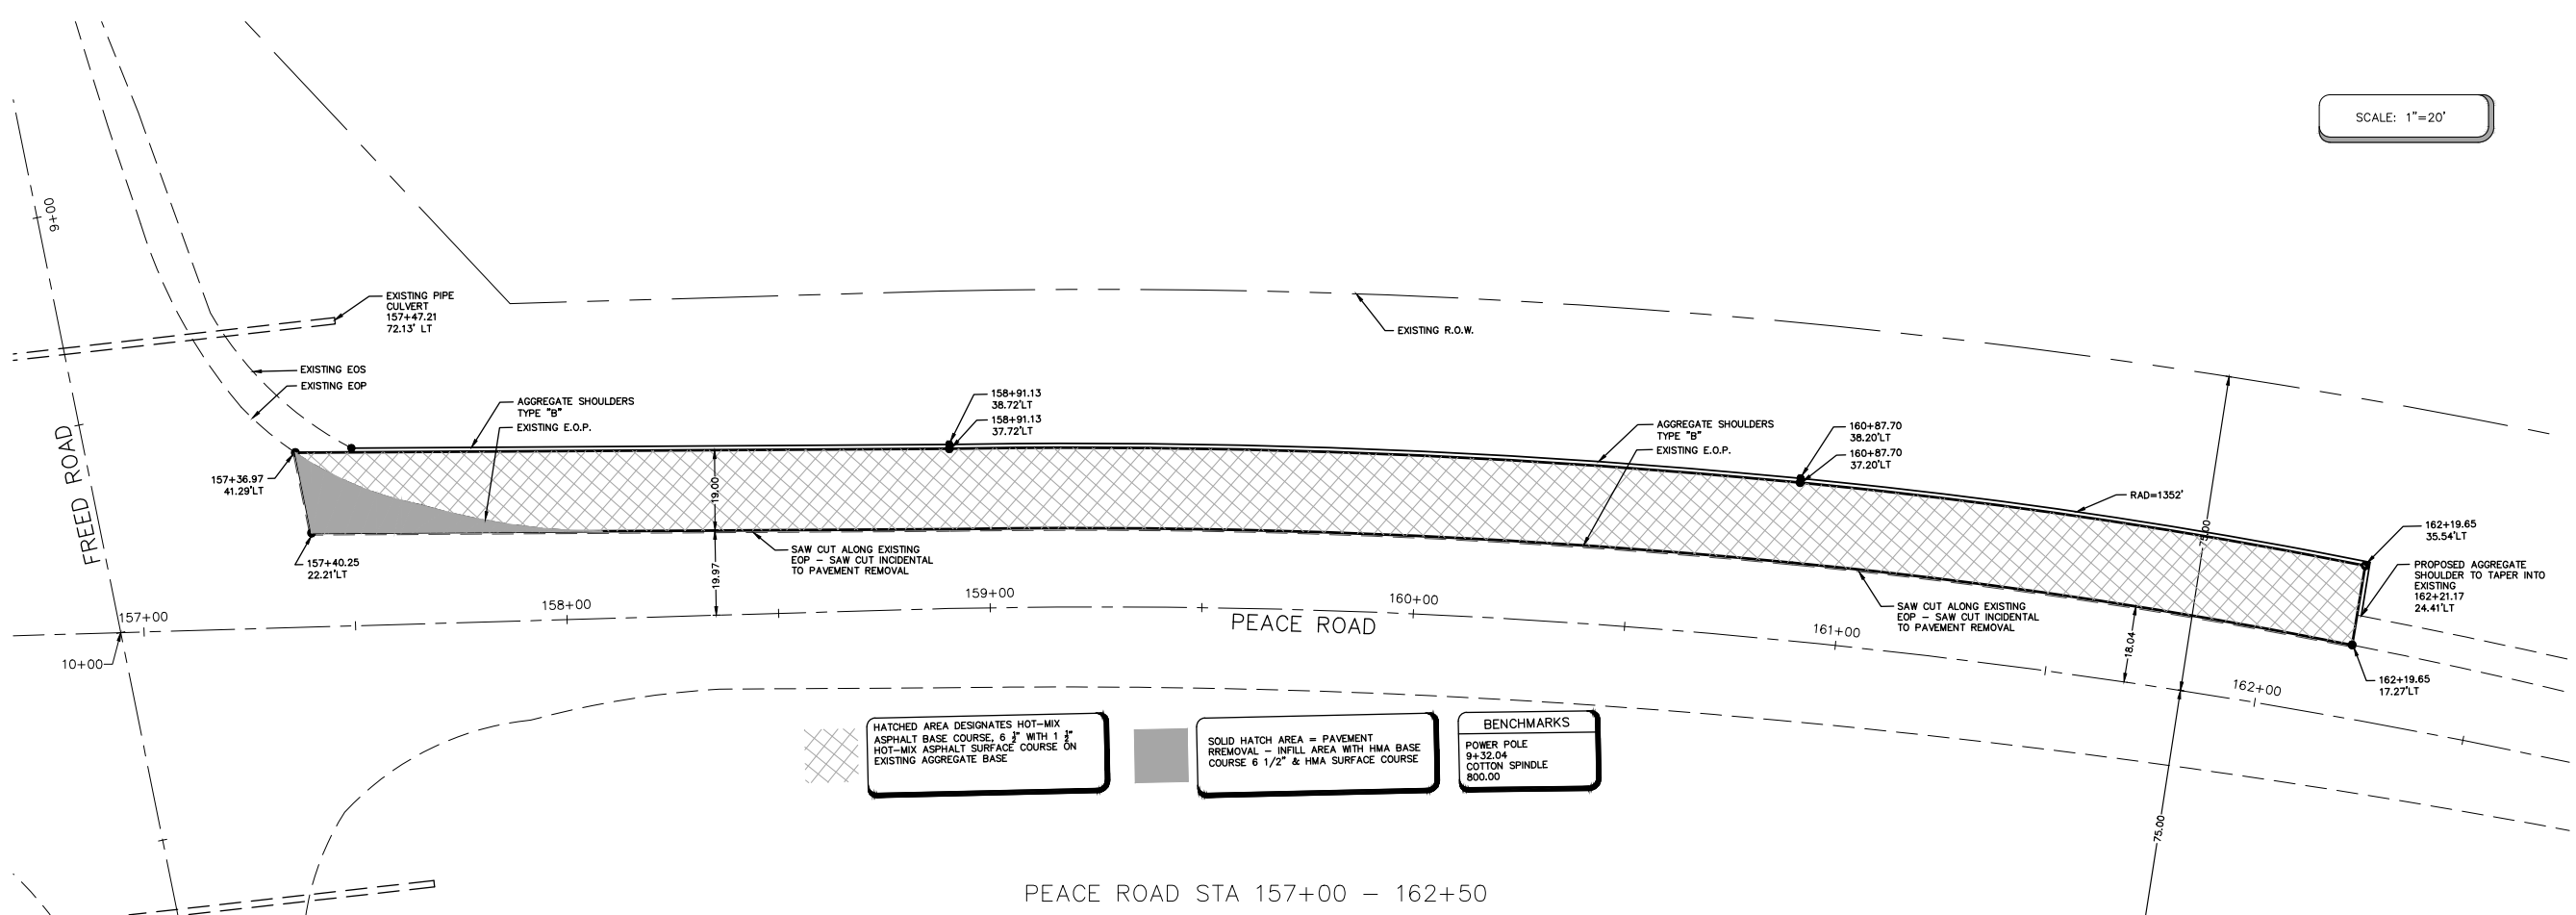 SCALE: 1"=20'
9+00
EXISTING PIPE
CULVERT
157+47.21
72.13' LT
EXISTING R.O.W.
EXISTING EOS
EXISTING EOP
AGGREGATE SHOULDERS
TYPE "B"
EXISTING E.O.P.
158+91.13
38.72'LT
158+91.13
37.72'LT
AGGREGATE SHOULDERS
TYPE "B"
EXISTING E.O.P.
160+87.70
38.20'LT
160+87.70
37.20'LT
RAD=1352'
162+19.65
35.54'LT
PROPOSED AGGREGATE
SHOULDER TO TAPER INTO
EXISTING
162+21.17
24.41'LT
FREED ROAD
157+36.97
41.29'LT
19.00
75.00
157+40.25
22.21'LT
SAW CUT ALONG EXISTING
EOP – SAW CUT INCIDENTAL
TO PAVEMENT REMOVAL
19.97
157+00
158+00
159+00
160+00
PEACE ROAD
161+00
SAW CUT ALONG EXISTING
EOP – SAW CUT INCIDENTAL
TO PAVEMENT REMOVAL
18.04
162+00
162+19.65
17.27'LT
10+00
HATCHED AREA DESIGNATES HOT–MIX
ASPHALT BASE COURSE, 6 ½" WITH 1 ½"
HOT–MIX ASPHALT SURFACE COURSE ON
EXISTING AGGREGATE BASE
SOLID HATCH AREA = PAVEMENT
RREMOVAL – INFILL AREA WITH HMA BASE
COURSE 6 1/2" & HMA SURFACE COURSE
BENCHMARKS
POWER POLE
9+32.04
COTTON SPINDLE
800.00
75.00
PEACE ROAD STA 157+00 – 162+50